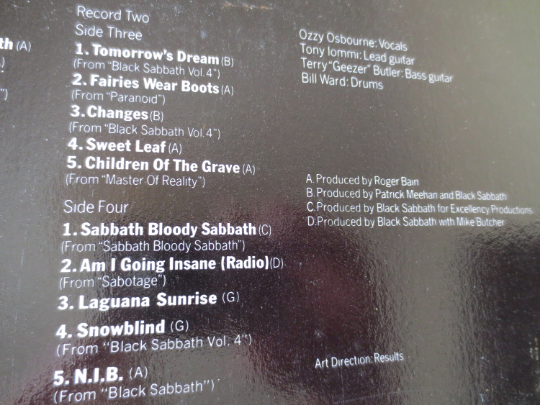 th (A)
")
Record Two
Side Three
1. Tomorrow's Dream (B)
(From "Black Sabbath Vol. 4")
2. Fairies Wear Boots (A)
(From "Paranoid")
3. Changes (B)
(From "Black Sabbath Vol. 4")
4. Sweet Leaf (A)
5. Children Of The Grave (A)
(From "Master Of Reality")
Side Four
1. Sabbath Bloody Sabbath (C)
(From "Sabbath Bloody Sabbath")
2. Am I Going Insane (Radio) (D)
(From "Sabotage")
3. Laguana Sunrise (G)
4. Snowblind (G)
(From "Black Sabbath Vol. 4")
5. N.I.B. (A)
(From "Black Sabbath")
Ozzy Osbourne: Vocals
Tony Iommi: Lead guitar
Terry "Geezer" Butler: Bass guitar
Bill Ward: Drums
A. Produced by Roger Bain
B. Produced by Patrick Meehan and Black Sabbath
C. Produced by Black Sabbath for Excellency Productions
D. Produced by Black Sabbath with Mike Butcher
Art Direction: Results